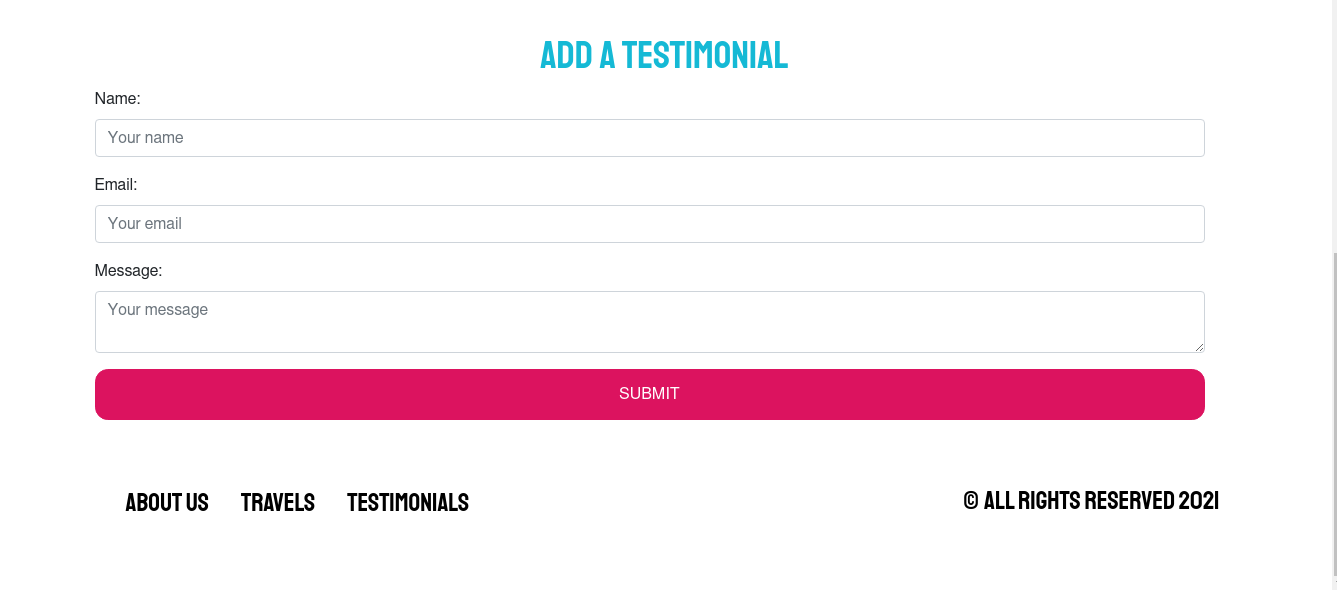 ADD A TESTIMONIAL
Name:
Your name
Email:
Your email
Message:
Your message
SUBMIT
ABOUT US TRAVELS TESTIMONIALS © ALL RIGHTS RESERVED 2021